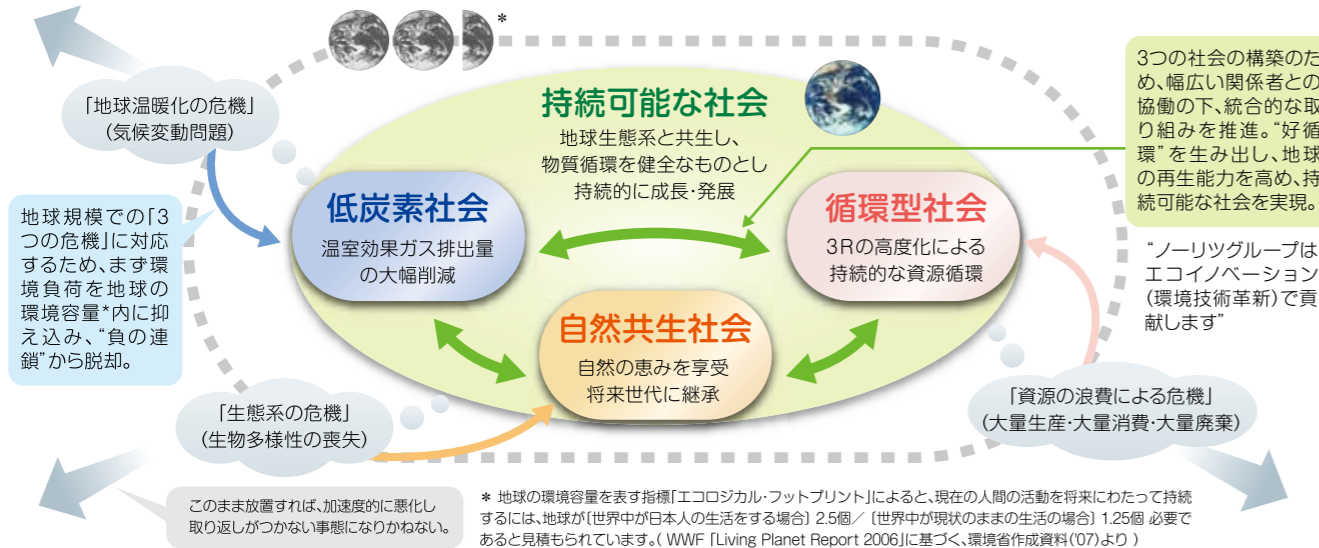 *
「地球温暖化の危機」
(気候変動問題)
持続可能な社会
地球生態系と共生し、
物質循環を健全なものとし
持続的に成長・発展
3つの社会の構築のた
め、幅広い関係者との
協働の下、統合的な取
り組みを推進。“好循
環”を生み出し、地球
の再生能力を高め、持
続可能な社会を実現。
地球規模での「3
つの危機」に対応
するため、まず環
境負荷を地球の
環境容量*内に抑
え込み、“負の連
鎖”から脱却。
低炭素社会
温室効果ガス排出量
の大幅削減
循環型社会
3Rの高度化による
持続的な資源循環
“ノーリツグループは
エコイノベーション
(環境技術革新)で貢
献します”
自然共生社会
自然の恵みを享受
将来世代に継承
「生態系の危機」
(生物多様性の喪失)
「資源の浪費による危機」
(大量生産・大量消費・大量廃棄)
このまま放置すれば、加速度的に悪化し
取り返しがつかない事態になりかねない。
* 地球の環境容量を表す指標「エコロジカル・フットプリント」によると、現在の人間の活動を将来にわたって持続
するには、地球が〔世界中が日本人の生活をする場合〕 2.5個／〔世界中が現状のままの生活の場合〕 1.25個 必要で
あると見積もられています。( WWF 「Living Planet Report 2006」に基づく、環境省作成資料('07)より )